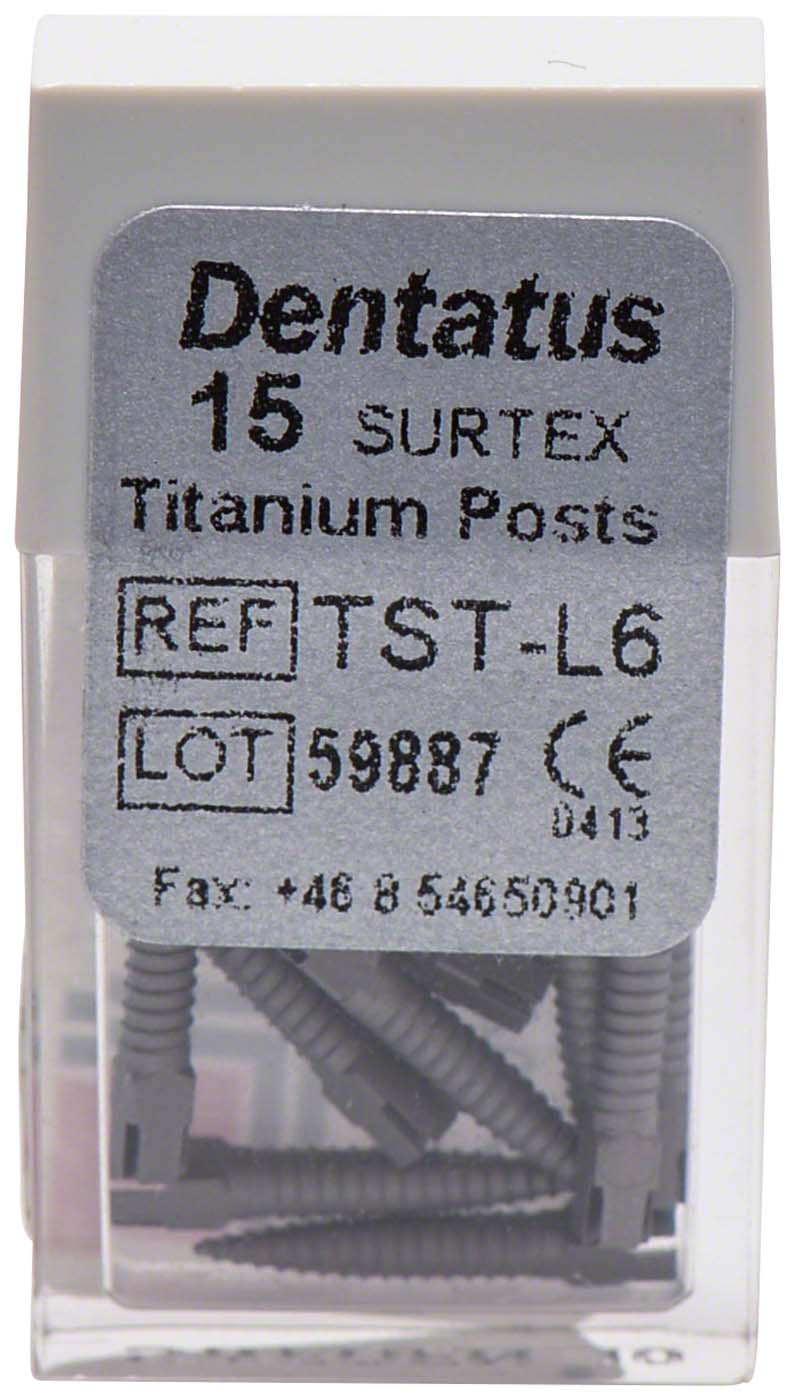 Dentatus
15 SURTEX
Titanium Posts
REF TST-L6
LOT 59887 CE
0413
Fax: +46 8 54650901